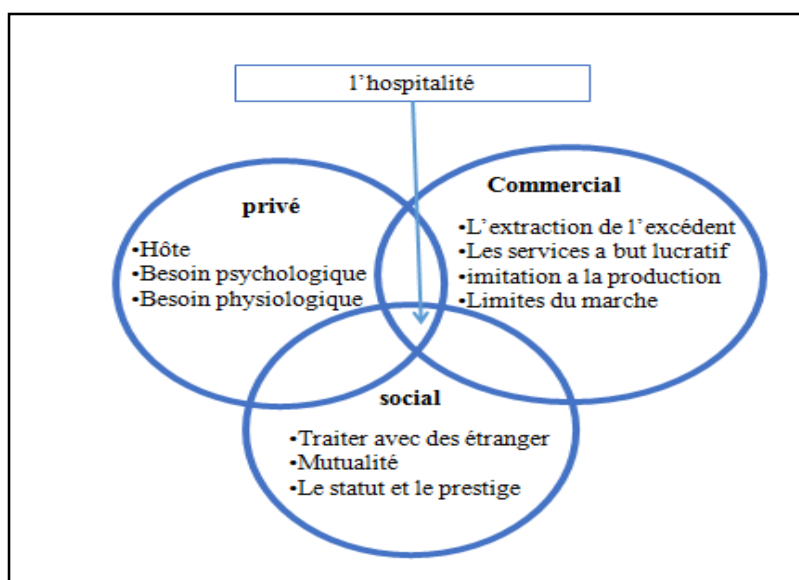 l’hospitalité
privé
•Hôte
•Besoin psychologique
•Besoin physiologique
Commercial
•L’extraction de l’excédent
•Les services a but lucratif
•imitation a la production
•Limites du marche
social
•Traiter avec des étranger
•Mutualité
•Le statut et le prestige